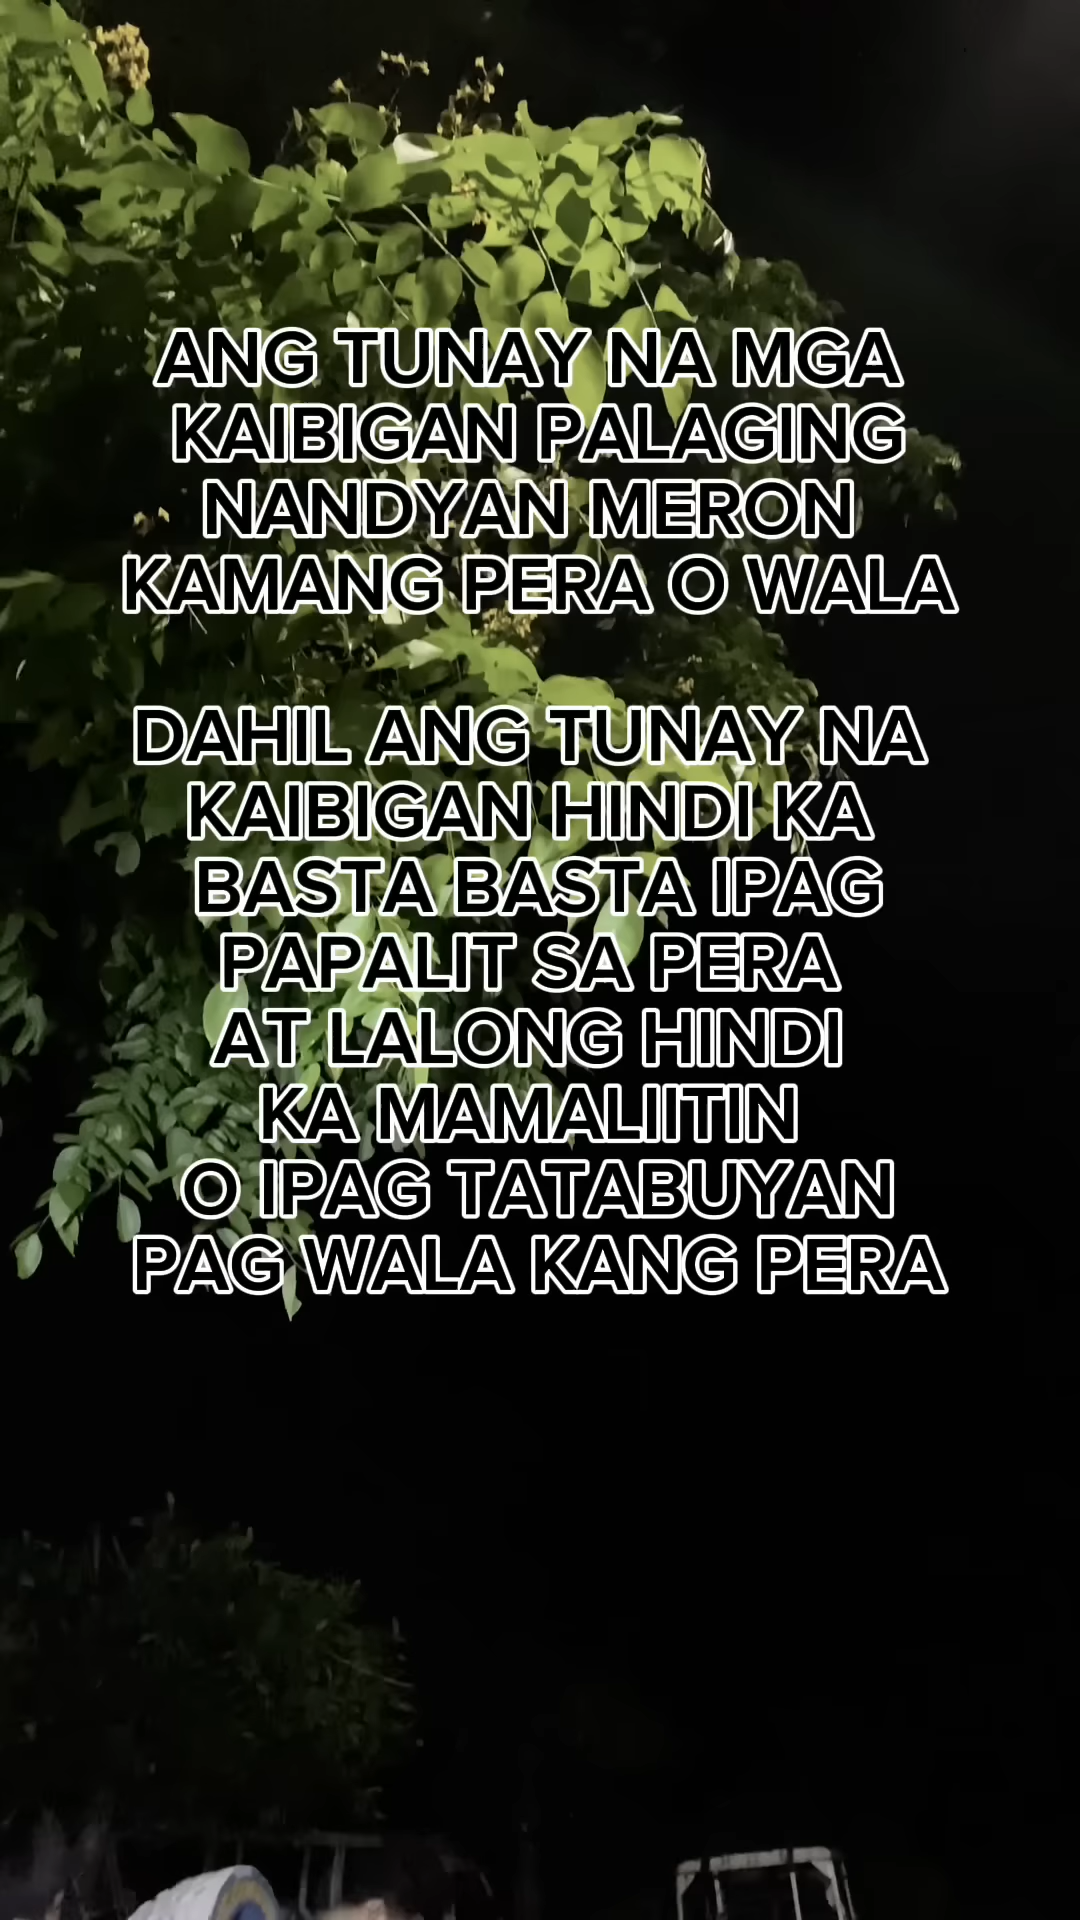 ANG TUNAY NA MGA
KAIBIGAN PALAGING
NANDYAN MERON
KAMANG PERA O WALA
DAHIL ANG TUNAY NA
KAIBIGAN HINDI KA
BASTA BASTA IPAG
PAPALIT SA PERA
AT LALONG HINDI
KA MAMALIITIN
O IPAG TATABUYAN
PAG WALA KANG PERA